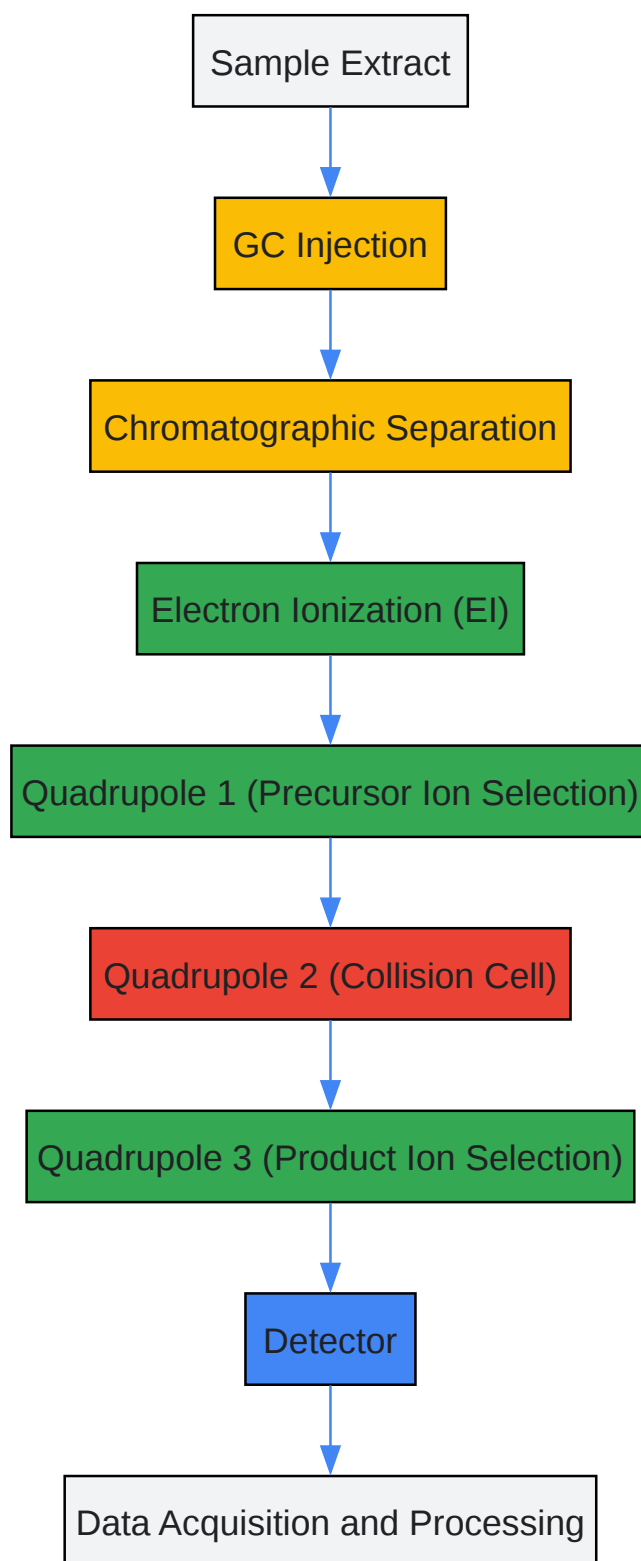 Sample Extract
GC Injection
Chromatographic Separation
Electron Ionization (EI)
Quadrupole 1 (Precursor Ion Selection)
Quadrupole 2 (Collision Cell)
Quadrupole 3 (Product Ion Selection)
Detector
Data Acquisition and Processing